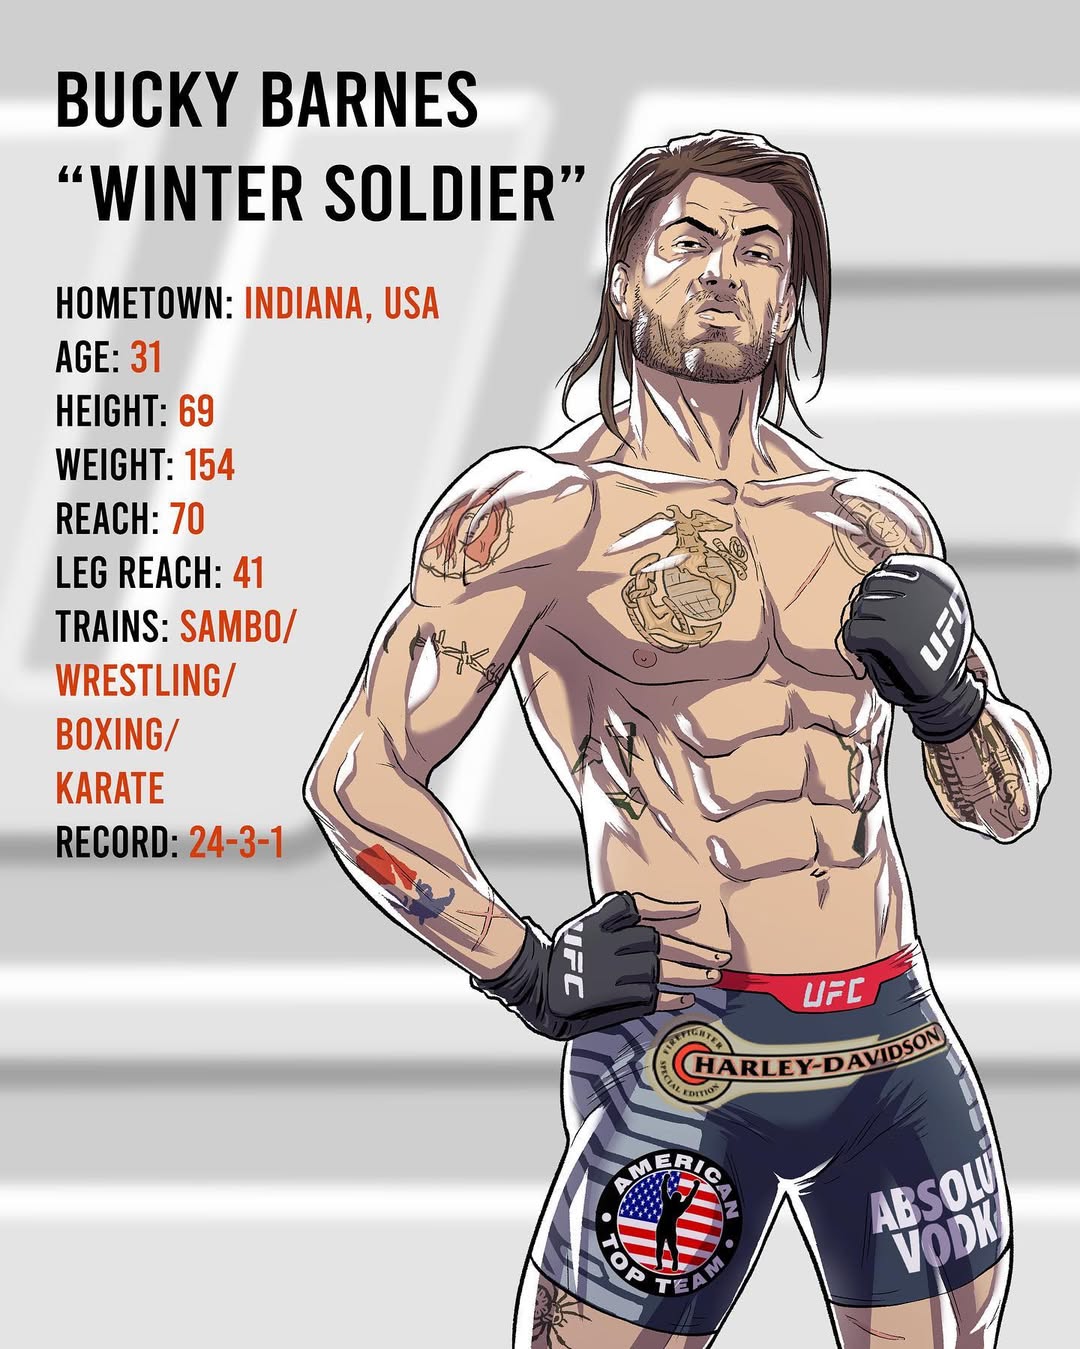 BUCKY BARNES
“WINTER SOLDIER”
HOMETOWN: INDIANA, USA
AGE: 31
HEIGHT: 69
WEIGHT: 154
REACH: 70
LEG REACH: 41
TRAINS: SAMBO/
WRESTLING/
BOXING/
KARATE
RECORD: 24-3-1
UFC
UFC
UFC
FIREFIGHTER
HARLEY-DAVIDSON
SPECIAL EDITION
AMERICAN
TOP TEAM
ABSOLU
VODK